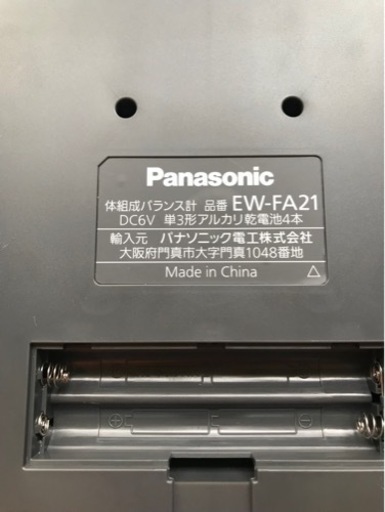 Panasonic
体組成バランス計 品番 EW-FA21
DC6V 単3形アルカリ乾電池4本
輸入元 パナソニック電工株式会社
大阪府門真市大字門真1048番地
Made in China △